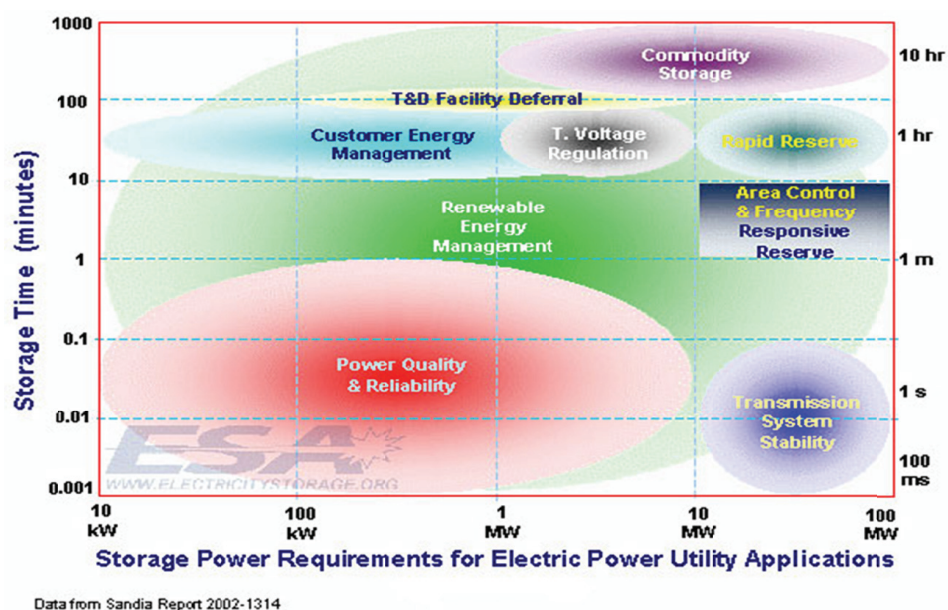 1000
100
10
1
0.1
0.01
0.001
Storage Time (minutes)
Commodity
Storage
T&D Facility Deferral
Customer Energy
Management
T. Voltage
Regulation
Rapid Reserve
Renewable
Energy
Management
Area Control
& Frequency
Responsive
Reserve
Power Quality
& Reliability
Transmission
System
Stability
ESA
WWW.ELECTRICITYSTORAGE.ORG
10 hr
1 hr
1 m
1 s
100
ms
10
kW
100
kW
1
MW
10
MW
100
MW
Storage Power Requirements for Electric Power Utility Applications
Data from Sandia Report 2002-1314